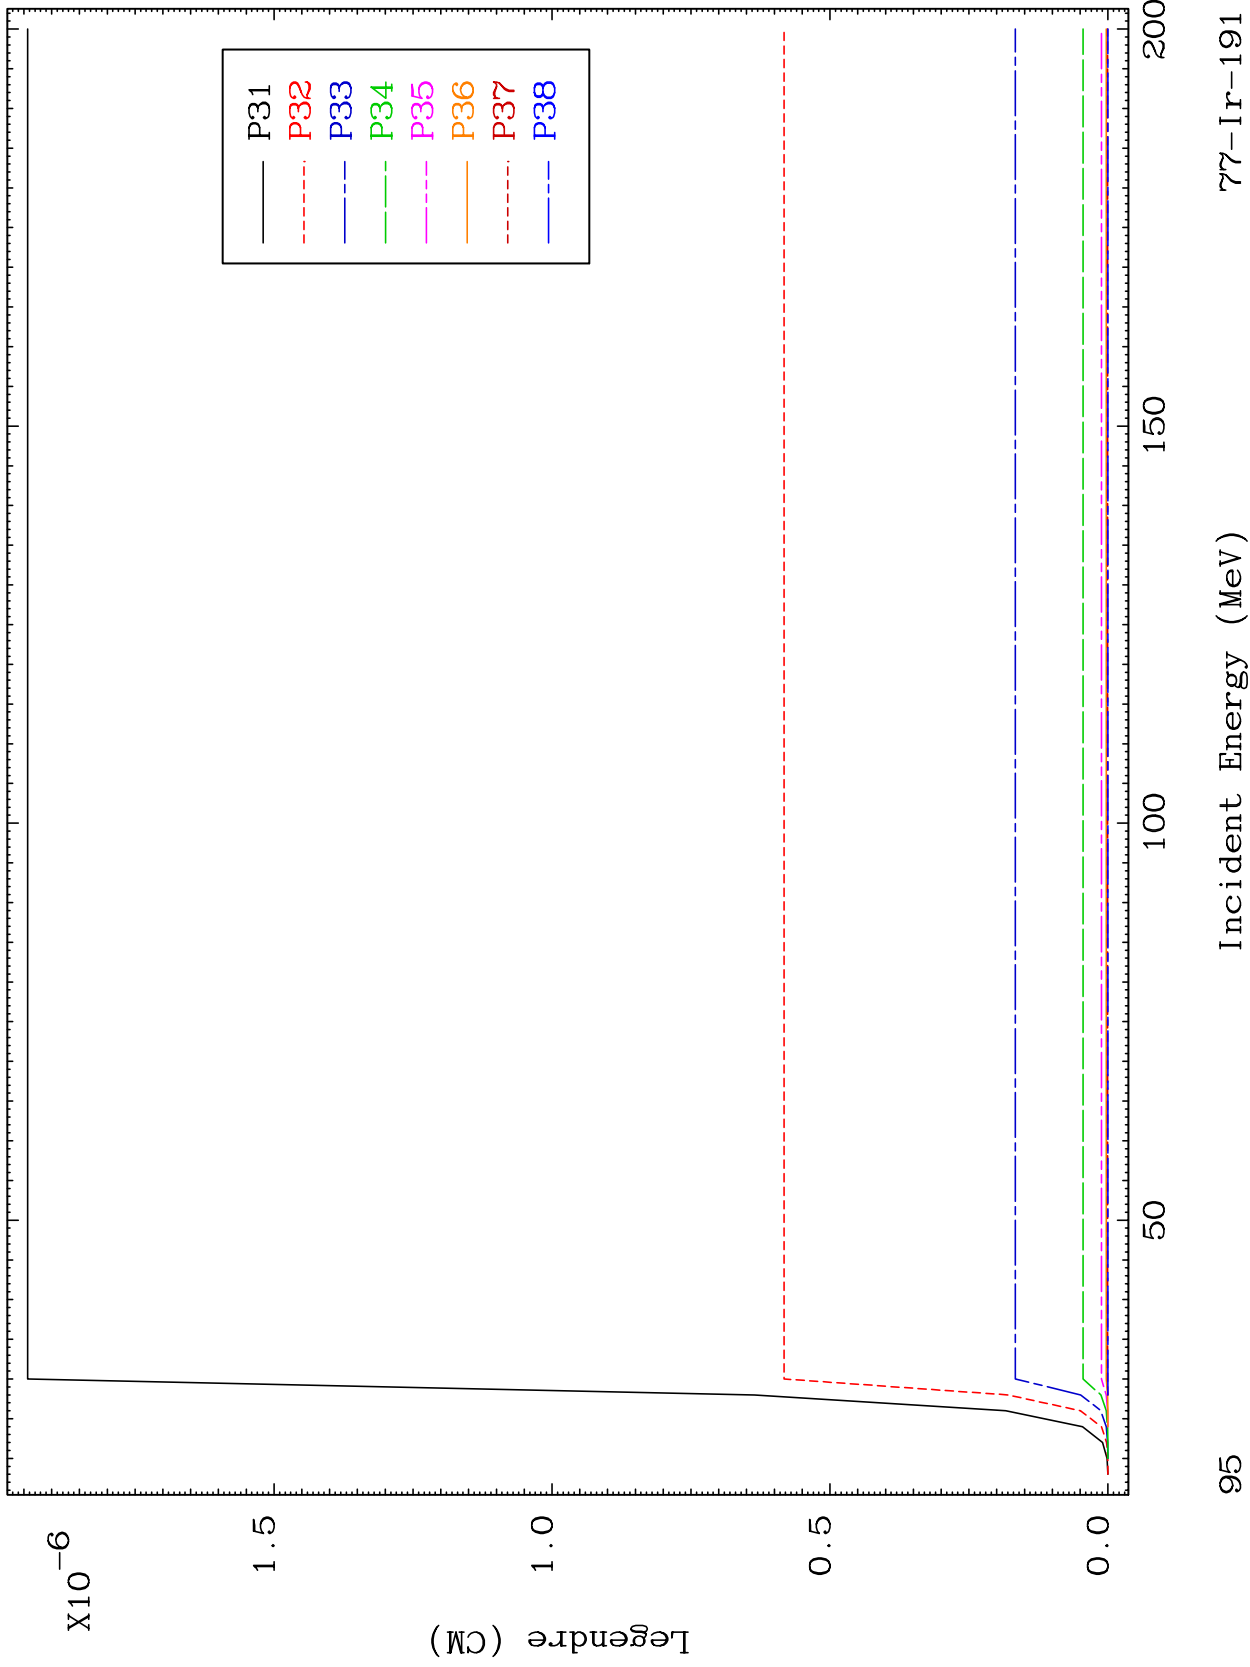 X10-6
Legendre (CM)
1.5
1.0
0.5
0.0
P31
P32
P33
P34
P35
P36
P37
P38
50
100
150
200
95
Incident Energy (MeV)
77-Ir-191